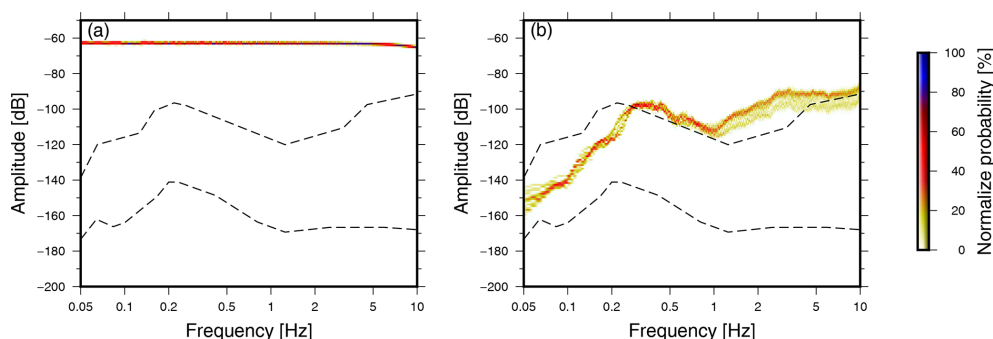 (a)
Amplitude [dB]
−60
−80
−100
−120
−140
−160
−180
−200
0.05 0.1 0.2 0.5 1 2 5 10
Frequency [Hz]
(b)
Amplitude [dB]
−60
−80
−100
−120
−140
−160
−180
−200
0.05 0.1 0.2 0.5 1 2 5 10
Frequency [Hz]
100
80
60
40
20
0
Normalize probability [%]